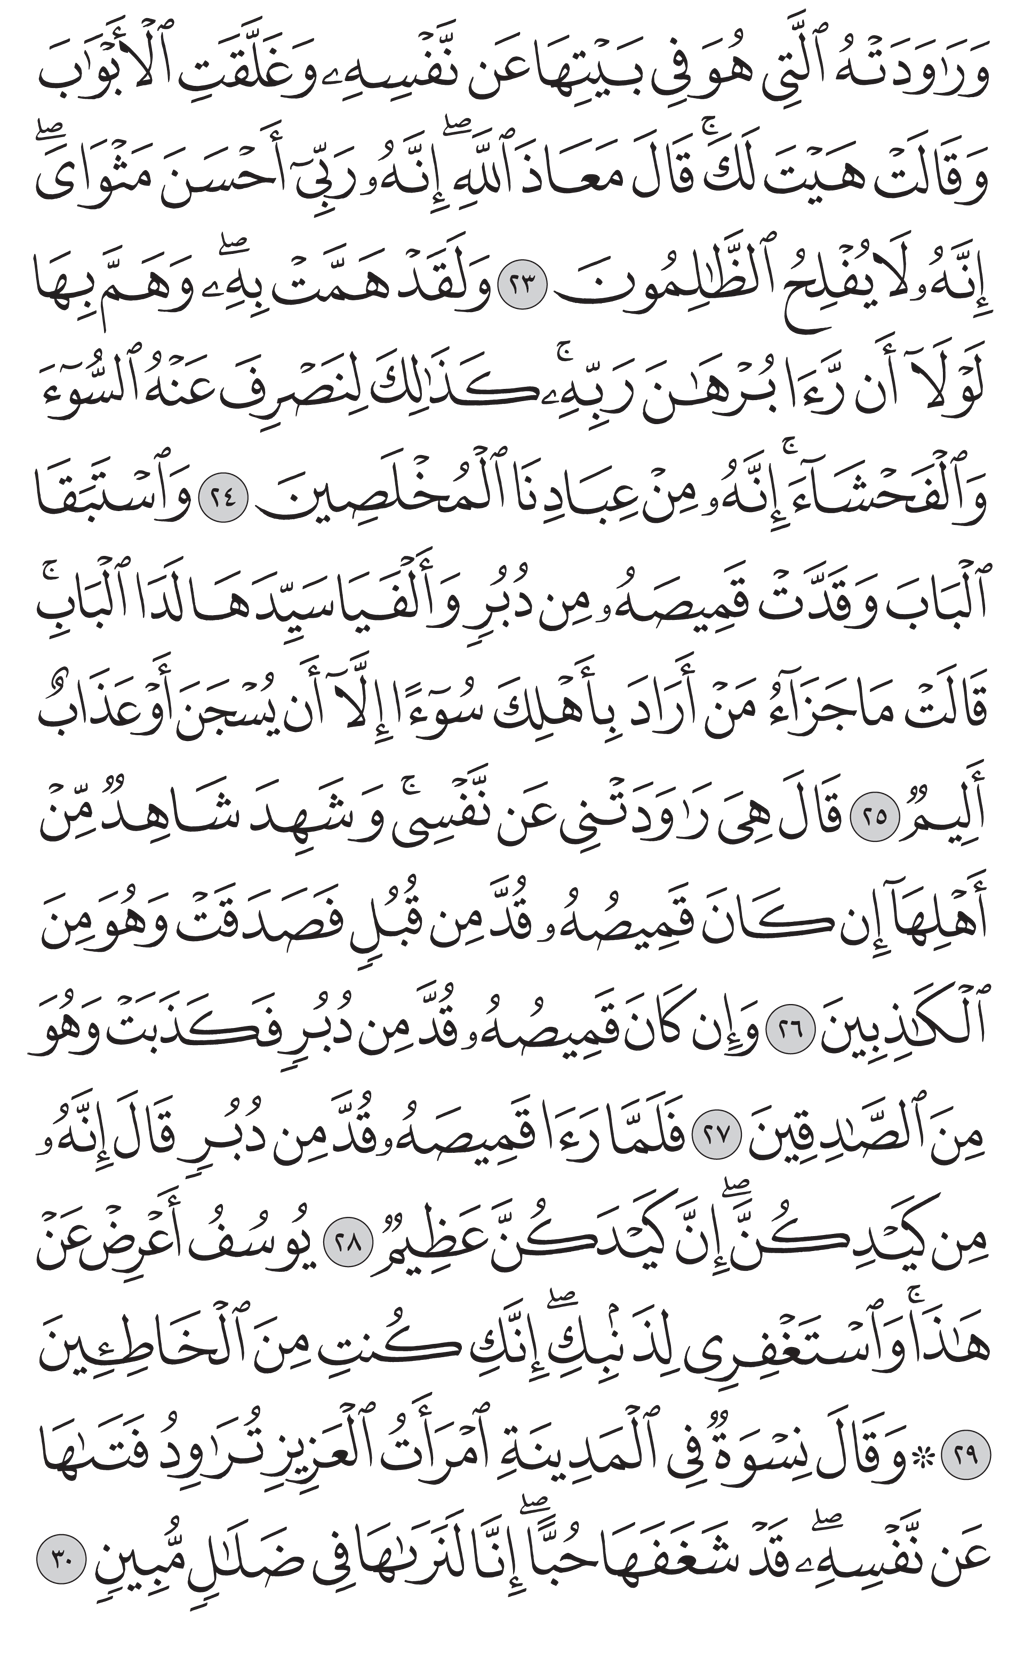 وَرَٰوَدَتۡهُ ٱلَّتِي هُوَ فِي بَيۡتِهَا عَن نَّفۡسِهِۦ وَغَلَّقَتِ ٱلۡأَبۡوَٰبَ
وَقَالَتۡ هَيۡتَ لَكَۚ قَالَ مَعَاذَ ٱللَّهِۖ إِنَّهُۥ رَبِّيٓ أَحۡسَنَ مَثۡوَايَۖ
إِنَّهُۥ لَا يُفۡلِحُ ٱلظَّٰلِمُونَ ٢٣ وَلَقَدۡ هَمَّتۡ بِهِۦۖ وَهَمَّ بِهَا
لَوۡلَآ أَن رَّءَا بُرۡهَٰنَ رَبِّهِۦۚ كَذَٰلِكَ لِنَصۡرِفَ عَنۡهُ ٱلسُّوٓءَ
وَٱلۡفَحۡشَآءَۚ إِنَّهُۥ مِنۡ عِبَادِنَا ٱلۡمُخۡلَصِينَ ٢٤ وَٱسۡتَبَقَا
ٱلۡبَابَ وَقَدَّتۡ قَمِيصَهُۥ مِن دُبُرٖ وَأَلۡفَيَا سَيِّدَهَا لَدَا ٱلۡبَابِۚ
قَالَتۡ مَا جَزَآءُ مَنۡ أَرَادَ بِأَهۡلِكَ سُوٓءًا إِلَّآ أَن يُسۡجَنَ أَوۡ عَذَابٌ
أَلِيمٞ ٢٥ قَالَ هِيَ رَٰوَدَتۡنِي عَن نَّفۡسِيۚ وَشَهِدَ شَاهِدٞ مِّنۡ
أَهۡلِهَآ إِن كَانَ قَمِيصُهُۥ قُدَّ مِن قُبُلٖ فَصَدَقَتۡ وَهُوَ مِنَ
ٱلۡكَٰذِبِينَ ٢٦ وَإِن كَانَ قَمِيصُهُۥ قُدَّ مِن دُبُرٖ فَكَذَبَتۡ وَهُوَ
مِنَ ٱلصَّٰدِقِينَ ٢٧ فَلَمَّا رَءَا قَمِيصَهُۥ قُدَّ مِن دُبُرٖ قَالَ إِنَّهُۥ
مِن كَيۡدِكُنَّۖ إِنَّ كَيۡدَكُنَّ عَظِيمٞ ٢٨ يُوسُفُ أَعۡرِضۡ عَنۡ
هَٰذَاۚ وَٱسۡتَغۡفِرِي لِذَنۢبِكِۖ إِنَّكِ كُنتِ مِنَ ٱلۡخَاطِـِٔينَ
٢٩ ۞ وَقَالَ نِسۡوَةٞ فِي ٱلۡمَدِينَةِ ٱمۡرَأَتُ ٱلۡعَزِيزِ تُرَٰوِدُ فَتَىٰهَا
عَن نَّفۡسِهِۦۖ قَدۡ شَغَفَهَا حُبًّاۖ إِنَّا لَنَرَىٰهَا فِي ضَلَٰلٖ مُّبِينٖ ٣٠